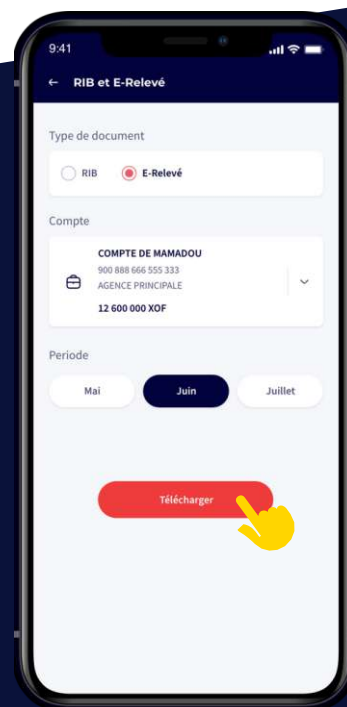 9:41
← RIB et E-Relevé
Type de document
RIB E-Relevé
Compte
COMPTE DE MAMADOU
900 888 666 555 333
AGENCE PRINCIPALE
12 600 000 XOF
Periode
Mai Juin Juillet
Télécharger